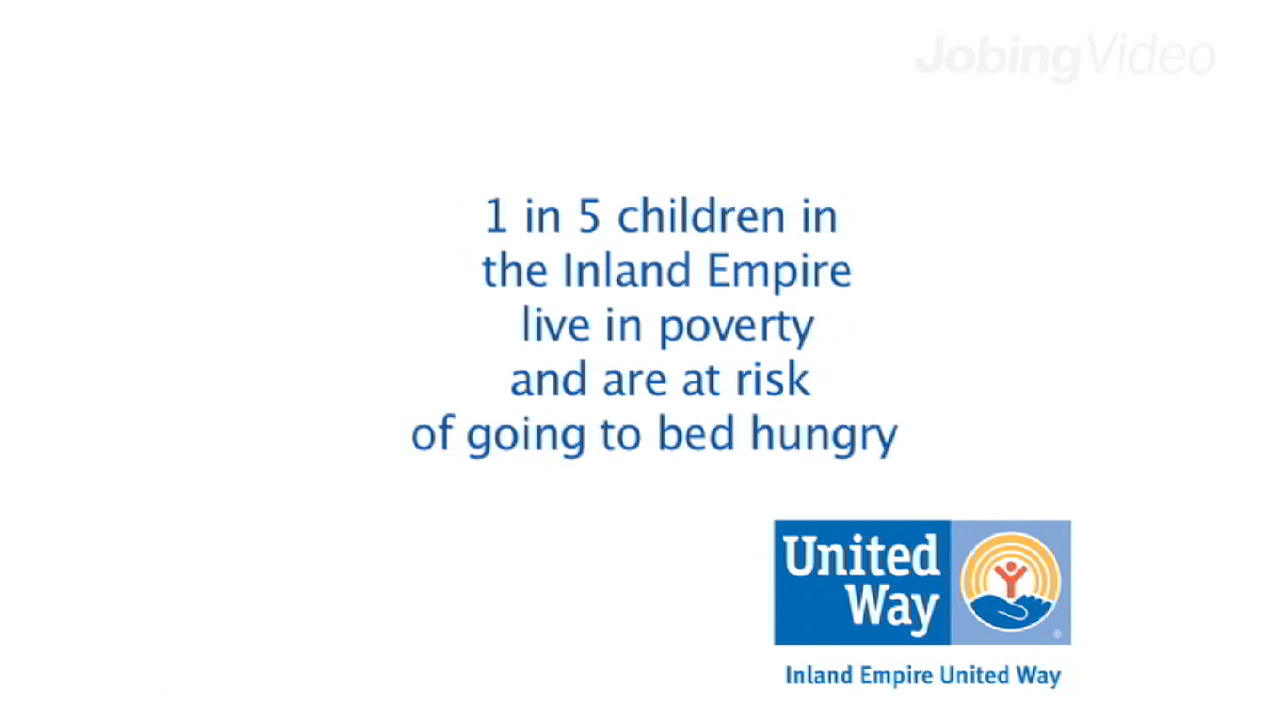 JobingVideo
1 in 5 children in
the Inland Empire
live in poverty
and are at risk
of going to bed hungry
United
Way
®
Inland Empire United Way